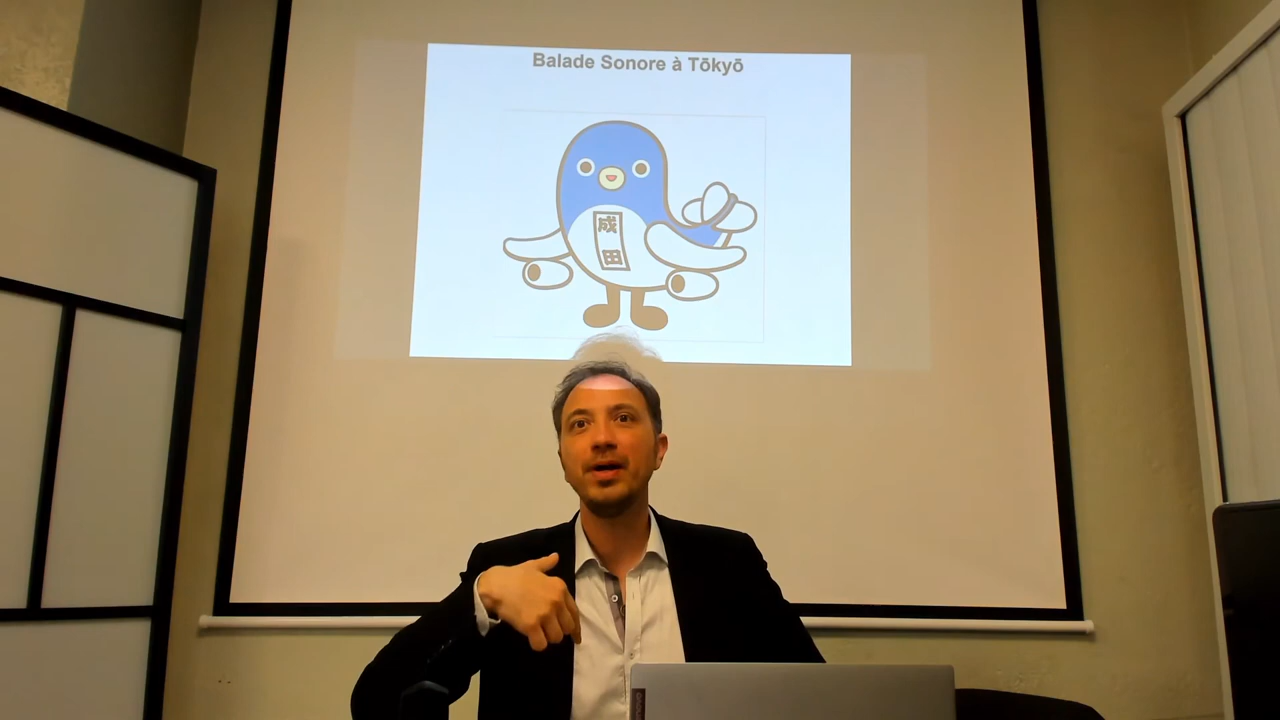 Balade Sonore à Tōkyō
成
田